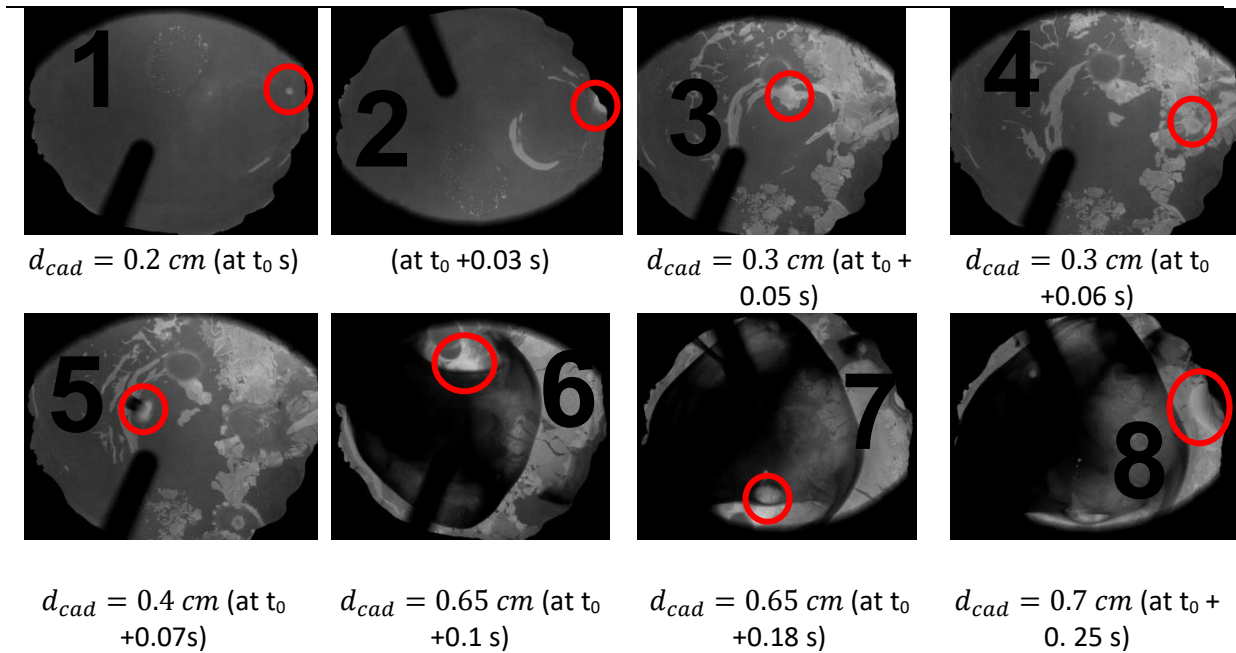 1
2
3
4
d_cad = 0.2 cm (at t₀ s)
(at t₀ +0.03 s)
d_cad = 0.3 cm (at t₀ +
0.05 s)
d_cad = 0.3 cm (at t₀
+0.06 s)
5
6
7
8
d_cad = 0.4 cm (at t₀
+0.07s)
d_cad = 0.65 cm (at t₀
+0.1 s)
d_cad = 0.65 cm (at t₀
+0.18 s)
d_cad = 0.7 cm (at t₀ +
0. 25 s)